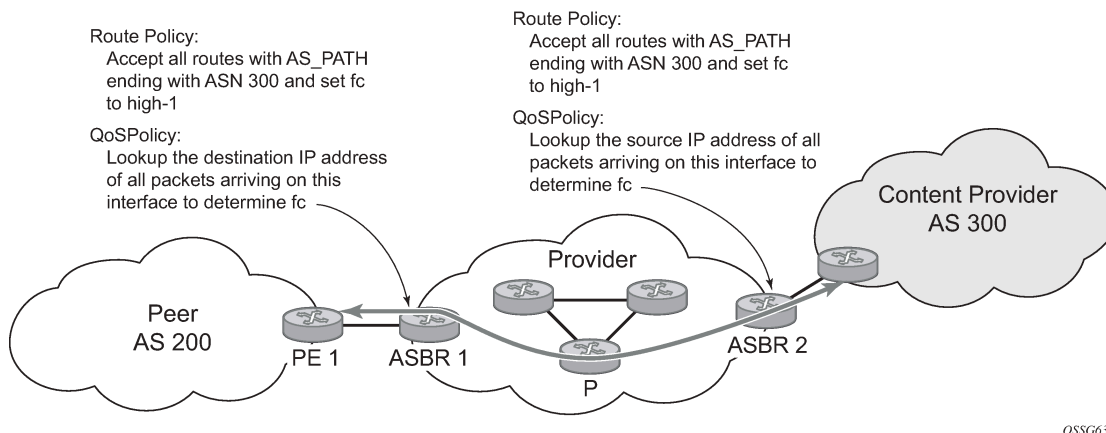 Route Policy:
Accept all routes with AS_PATH
ending with ASN 300 and set fc
to high-1
QoSPolicy:
Lookup the destination IP address
of all packets arriving on this
interface to determine fc
Route Policy:
Accept all routes with AS_PATH
ending with ASN 300 and set fc
to high-1
QoSPolicy:
Lookup the source IP address of all
packets arriving on this interface to
determine fc
Content Provider
AS 300
Provider
Peer
AS 200
PE 1
ASBR 1
P
ASBR 2